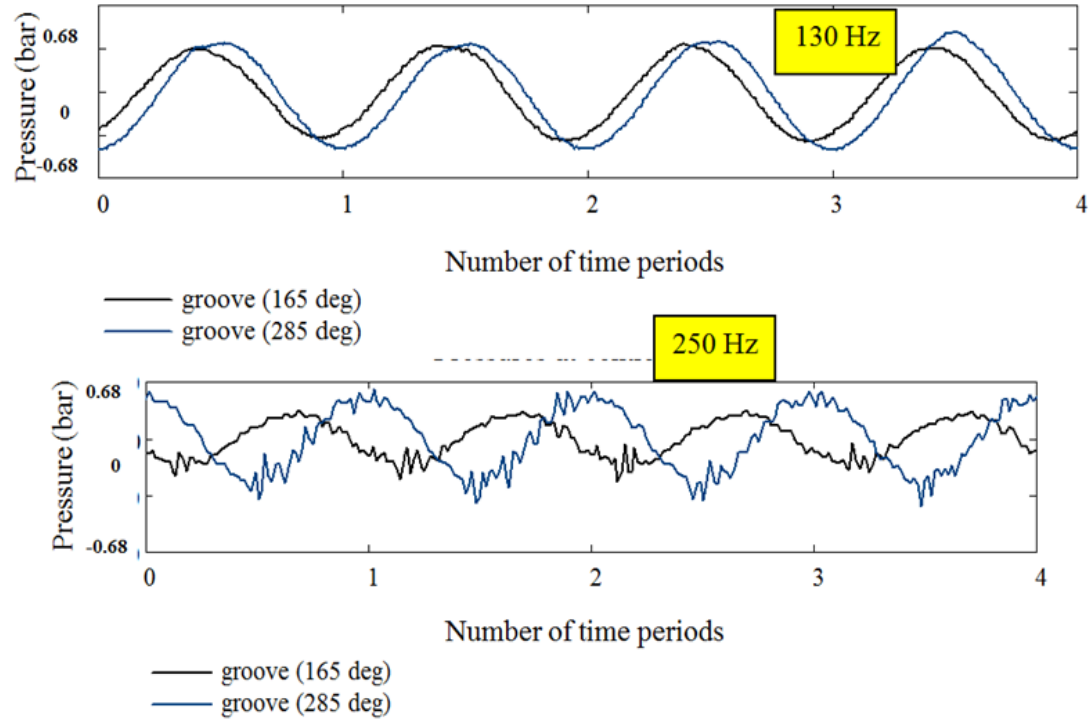 130 Hz
Pressure (bar)
0.68
0
-0.68
0 1 2 3 4
Number of time periods
groove (165 deg)
groove (285 deg)
250 Hz
Pressure (bar)
0.68
0
-0.68
0 1 2 3 4
Number of time periods
groove (165 deg)
groove (285 deg)